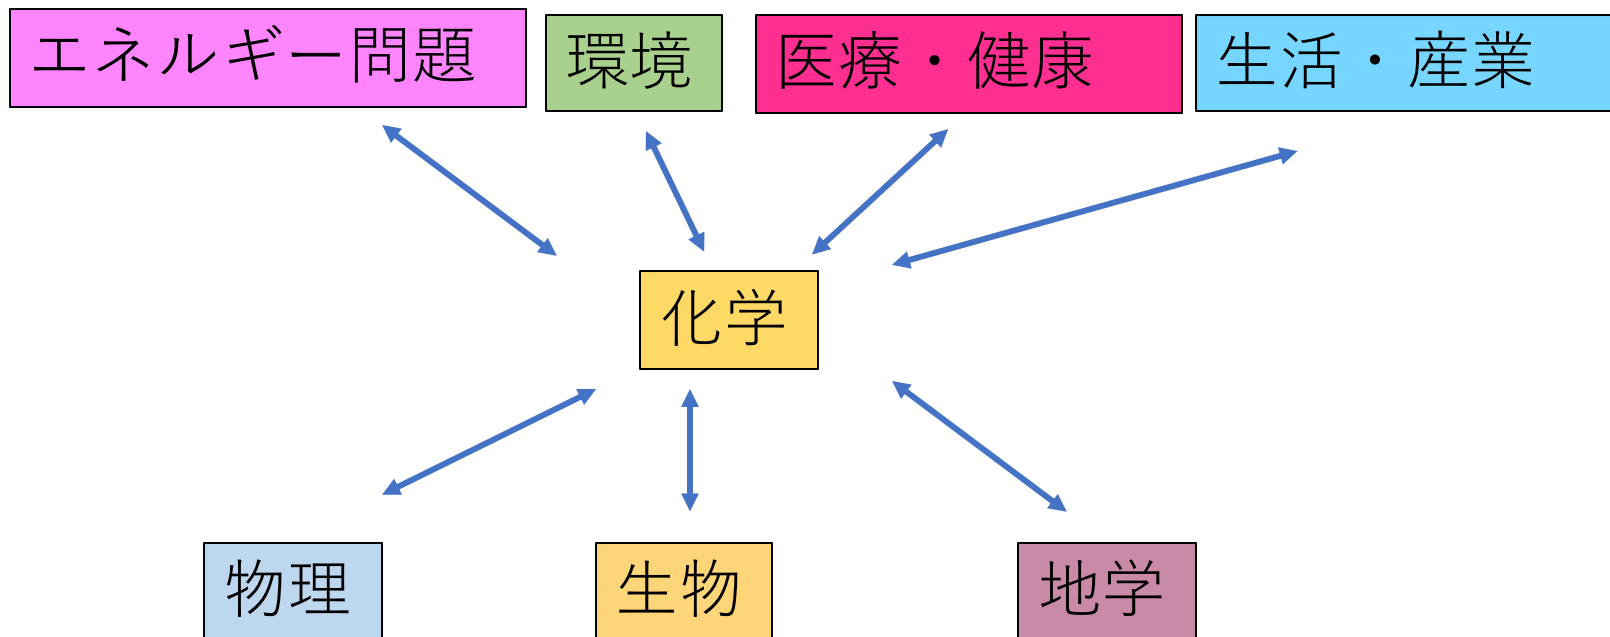 エネルギー問題
環境
医療・健康
生活・産業
化学
物理
生物
地学